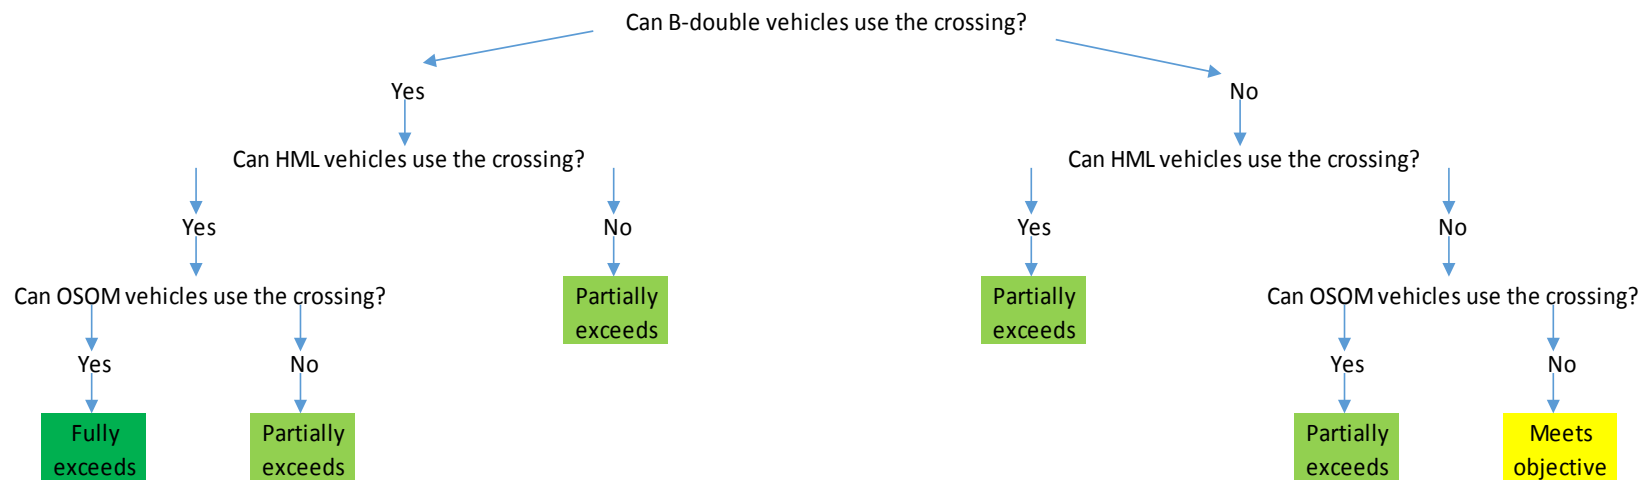 Can B-double vehicles use the crossing?
Yes
No
Can HML vehicles use the crossing?
Can HML vehicles use the crossing?
Yes
No
Yes
No
Can OSOM vehicles use the crossing?
Partially
exceeds
Partially
exceeds
Can OSOM vehicles use the crossing?
Yes
No
Yes
No
Fully
exceeds
Partially
exceeds
Partially
exceeds
Meets
objective